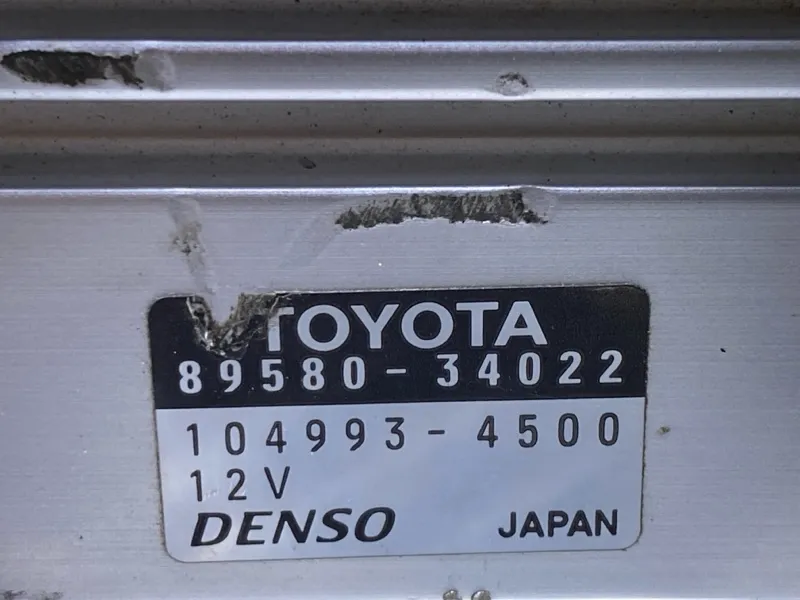 TOYOTA
89580-34022
104993-4500
12V
DENSO JAPAN